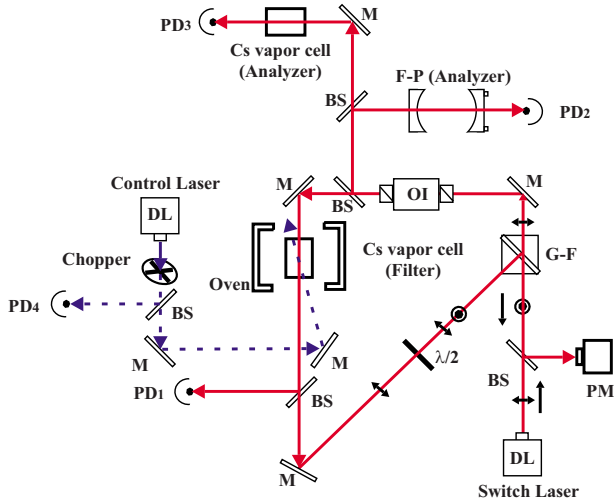 M
PD3
Cs vapor cell
(Analyzer)
F-P (Analyzer)
BS
PD2
Control Laser
M
OI
M
DL
BS
Cs vapor cell
(Filter)
G-F
Chopper
Oven
PD4
BS
M
M
λ/2
BS
PM
PD1
BS
M
DL
Switch Laser